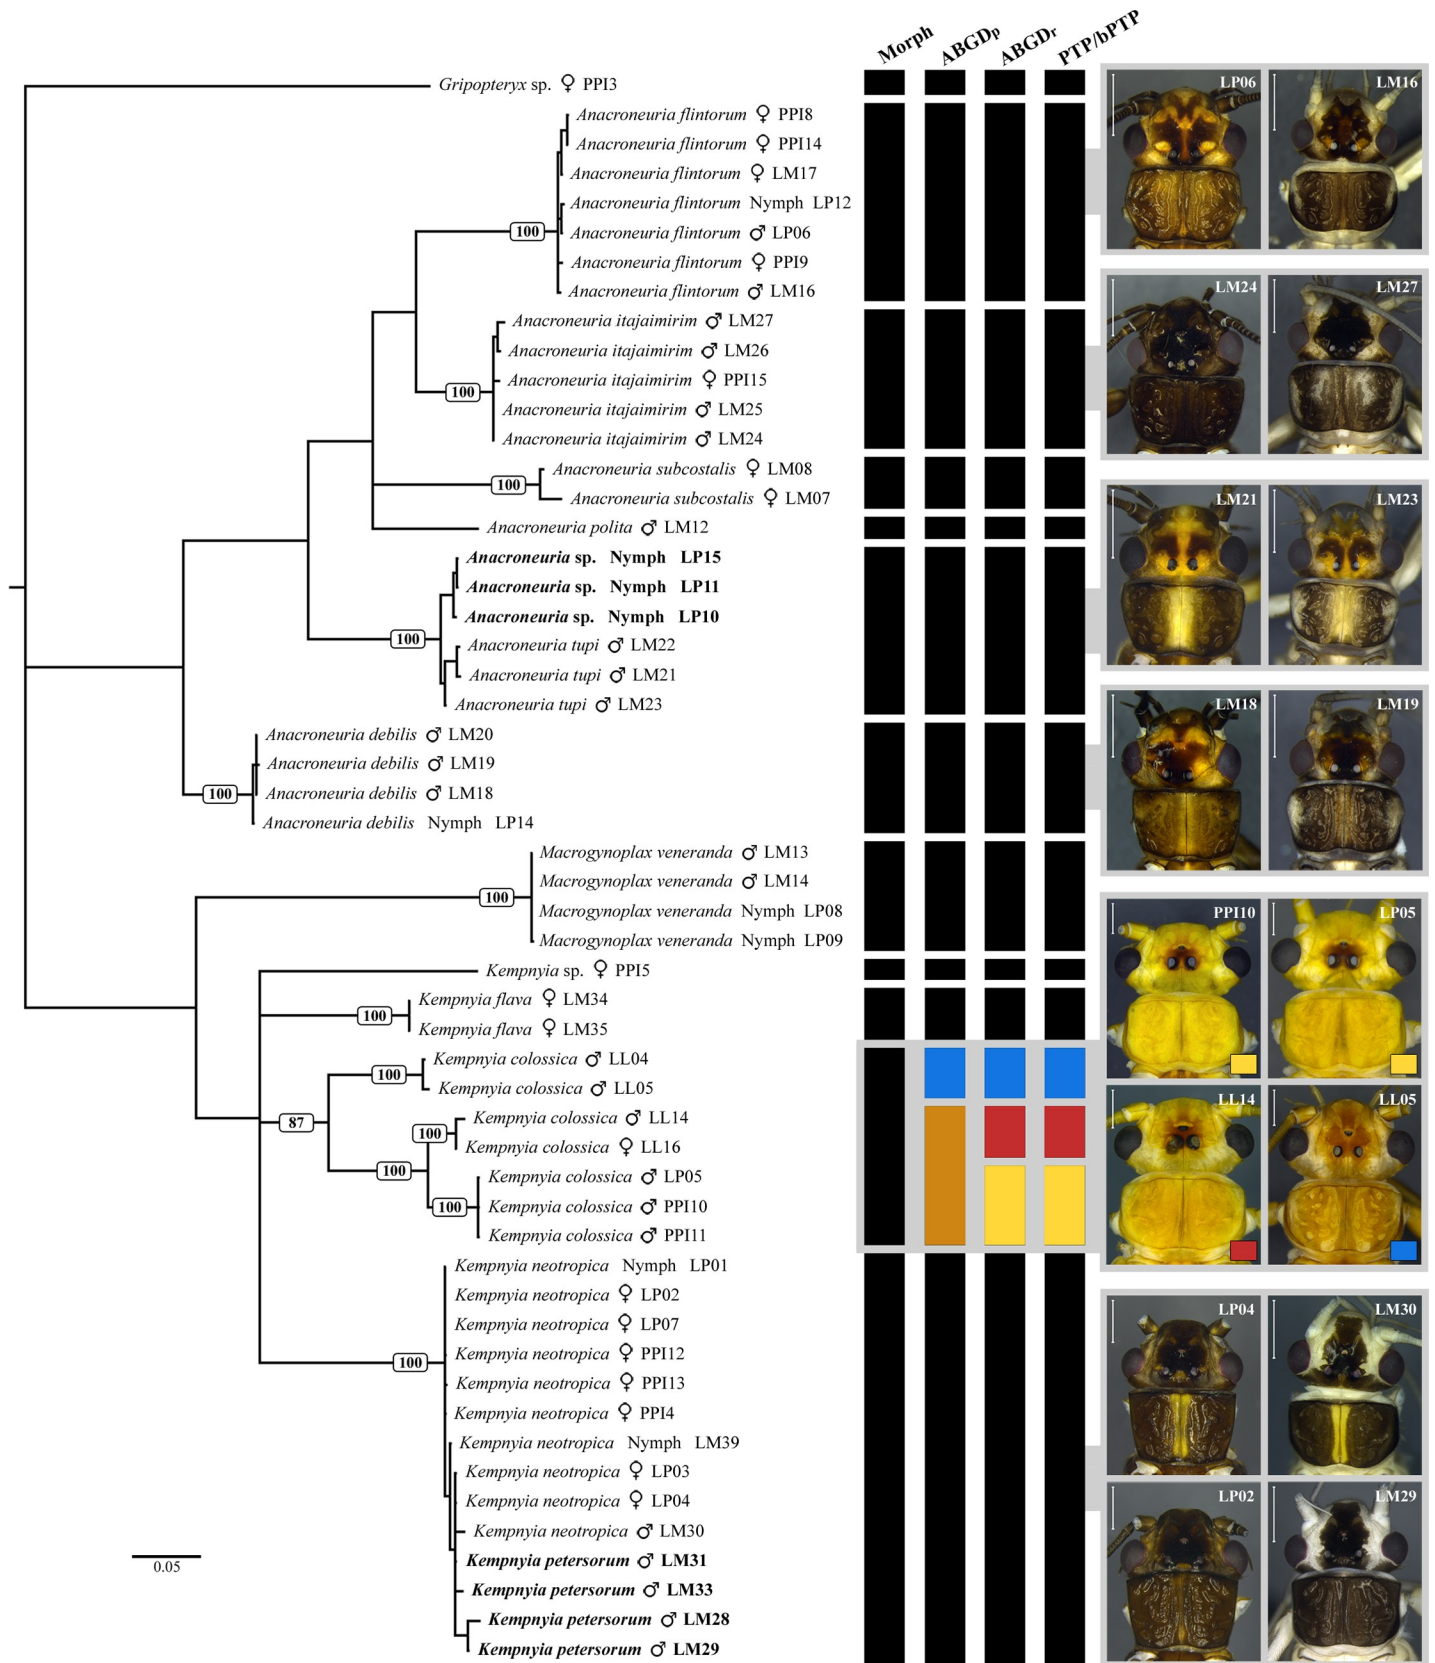 Morph ABGDp ABGDr PTP/bPTP
Gripopteryx sp. ♀ PPI3
Anacroneuria flintorum ♀ PPI8
Anacroneuria flintorum ♀ PPI14
Anacroneuria flintorum ♀ LM17
Anacroneuria flintorum Nymph LP12
Anacroneuria flintorum ♂ LP06
Anacroneuria flintorum ♀ PPI9
Anacroneuria flintorum ♂ LM16
100
Anacroneuria itajaimirim ♂ LM27
Anacroneuria itajaimirim ♂ LM26
Anacroneuria itajaimirim ♀ PPI15
Anacroneuria itajaimirim ♂ LM25
Anacroneuria itajaimirim ♂ LM24
100
Anacroneuria subcostalis ♀ LM08
Anacroneuria subcostalis ♀ LM07
100
Anacroneuria polita ♂ LM12
Anacroneuria sp. Nymph LP15
Anacroneuria sp. Nymph LP11
Anacroneuria sp. Nymph LP10
100
Anacroneuria tupi ♂ LM22
Anacroneuria tupi ♂ LM21
Anacroneuria tupi ♂ LM23
Anacroneuria debilis ♂ LM20
Anacroneuria debilis ♂ LM19
Anacroneuria debilis ♂ LM18
100
Anacroneuria debilis Nymph LP14
Macrogynoplax veneranda ♂ LM13
Macrogynoplax veneranda ♂ LM14
100
Macrogynoplax veneranda Nymph LP08
Macrogynoplax veneranda Nymph LP09
Kempnyia sp. ♀ PPI5
Kempnyia flava ♀ LM34
100
Kempnyia flava ♀ LM35
Kempnyia colossica ♂ LL04
100
Kempnyia colossica ♂ LL05
87
Kempnyia colossica ♂ LL14
100
Kempnyia colossica ♀ LL16
100
Kempnyia colossica ♂ LP05
100
Kempnyia colossica ♂ PPI10
Kempnyia colossica ♂ PPI11
Kempnyia neotropica Nymph LP01
Kempnyia neotropica ♀ LP02
Kempnyia neotropica ♀ LP07
100
Kempnyia neotropica ♀ PPI12
Kempnyia neotropica ♀ PPI13
Kempnyia neotropica ♀ PPI4
Kempnyia neotropica Nymph LM39
Kempnyia neotropica ♀ LP03
Kempnyia neotropica ♀ LP04
Kempnyia neotropica ♂ LM30
Kempnyia petersorum ♂ LM31
Kempnyia petersorum ♂ LM33
Kempnyia petersorum ♂ LM28
Kempnyia petersorum ♂ LM29
0.05
LP06 LM16
LM24 LM27
LM21 LM23
LM18 LM19
PPI10 LP05
LL14 LL05
LP04 LM30
LP02 LM29